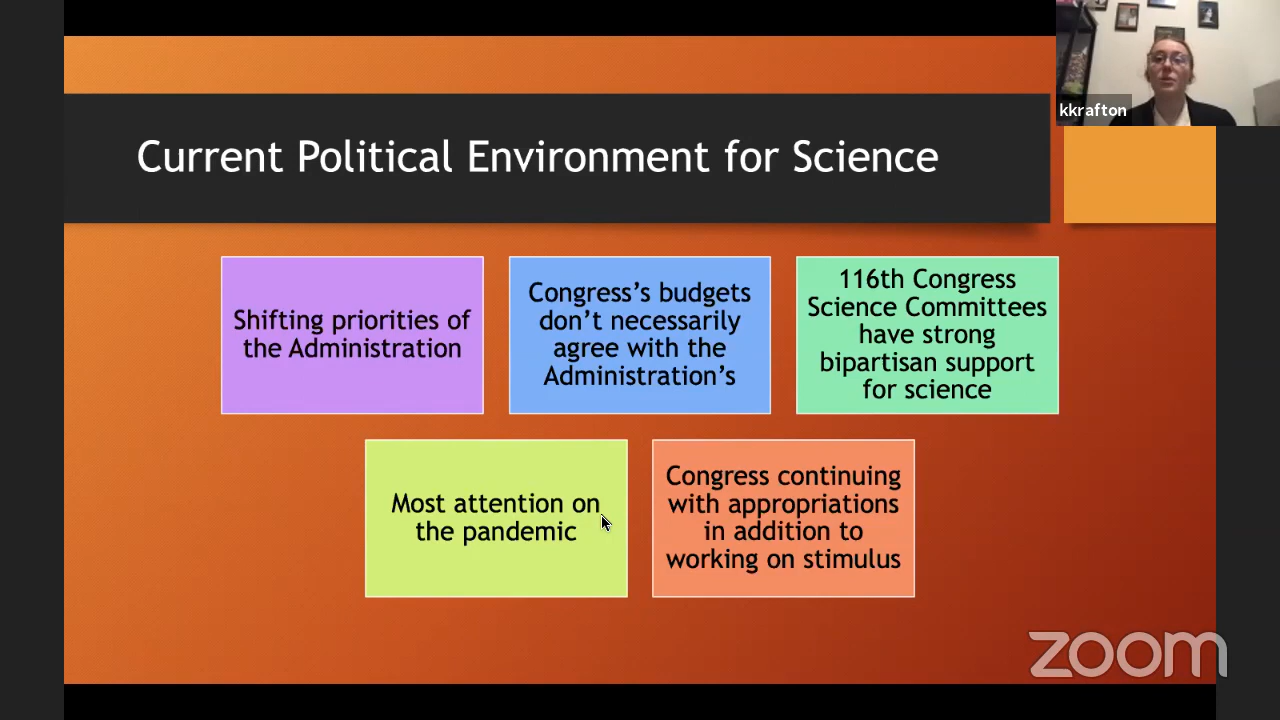 kkrafton
Current Political Environment for Science
Shifting priorities of
the Administration
Congress's budgets
don't necessarily
agree with the
Administration's
116th Congress
Science Committees
have strong
bipartisan support
for science
Most attention on
the pandemic
Congress continuing
with appropriations
in addition to
working on stimulus
zoom